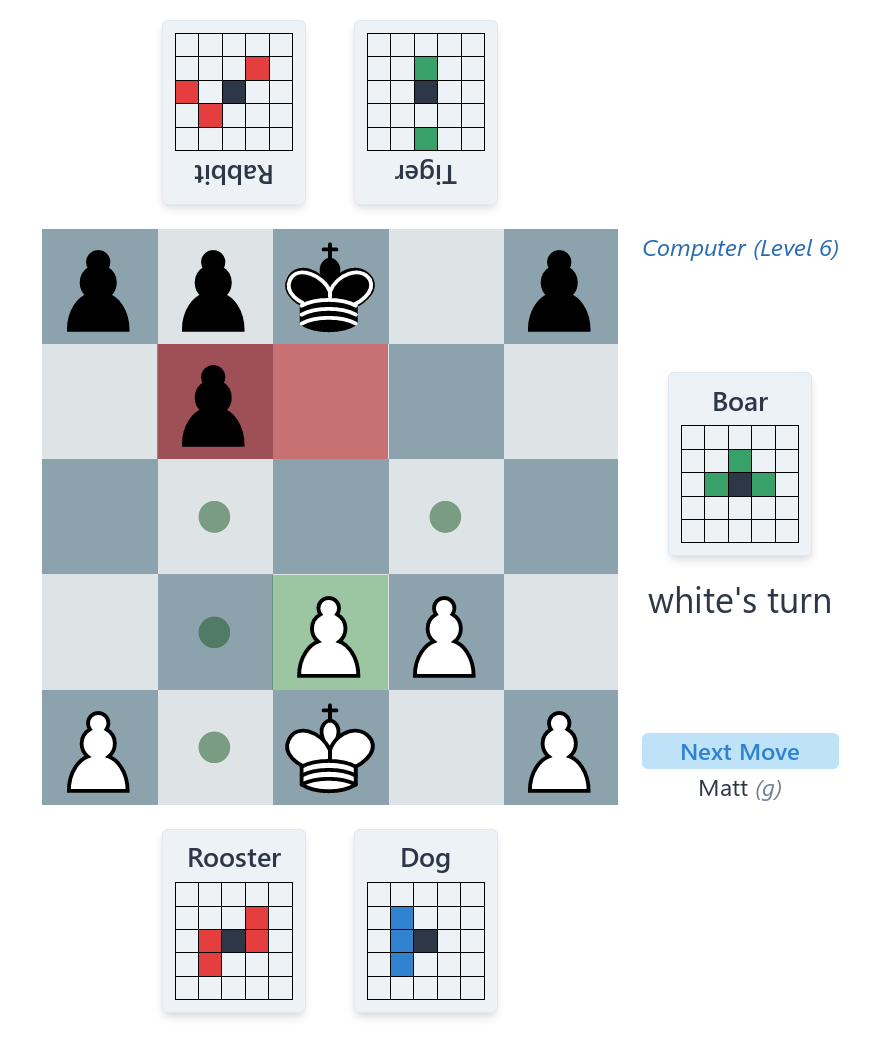 Rabbit
Tiger
Computer (Level 6)
Boar
white's turn
Next Move
Matt (g)
Rooster
Dog